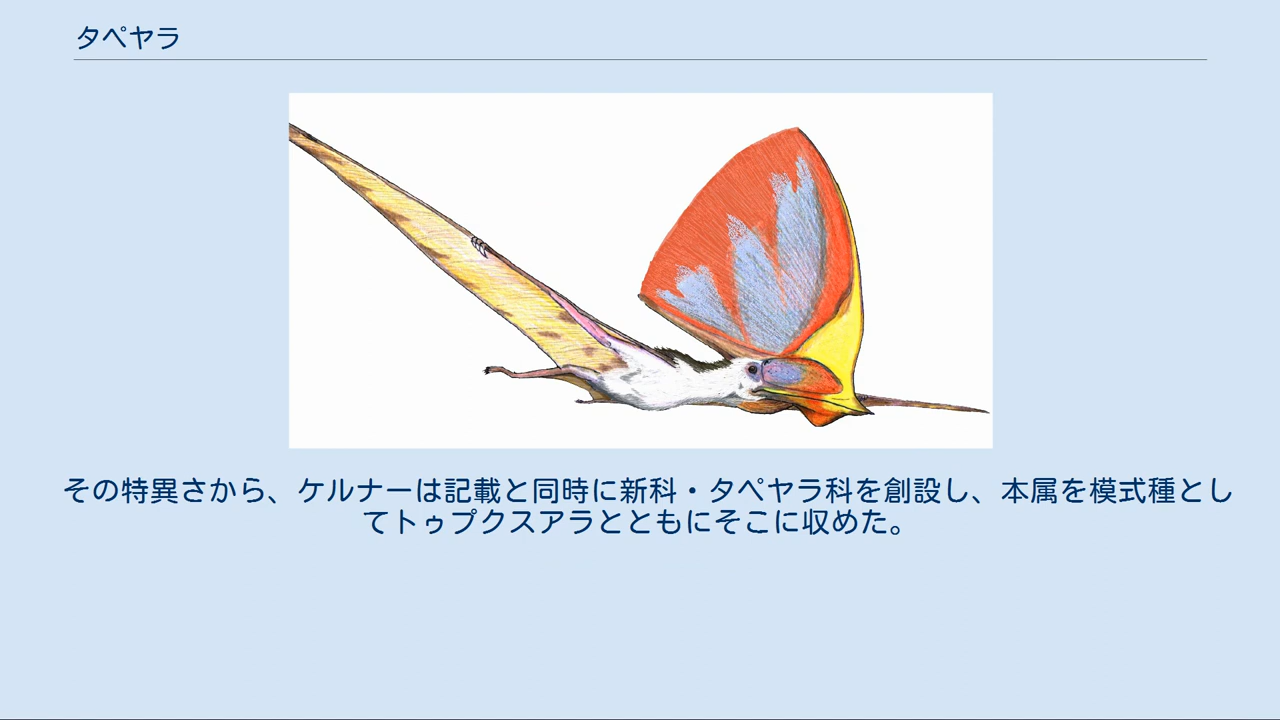 タペヤラ
その特異さから、ケルナーは記載と同時に新科・タペヤラ科を創設し、本属を模式種とし
てトゥプクスアラとともにそこに収めた。